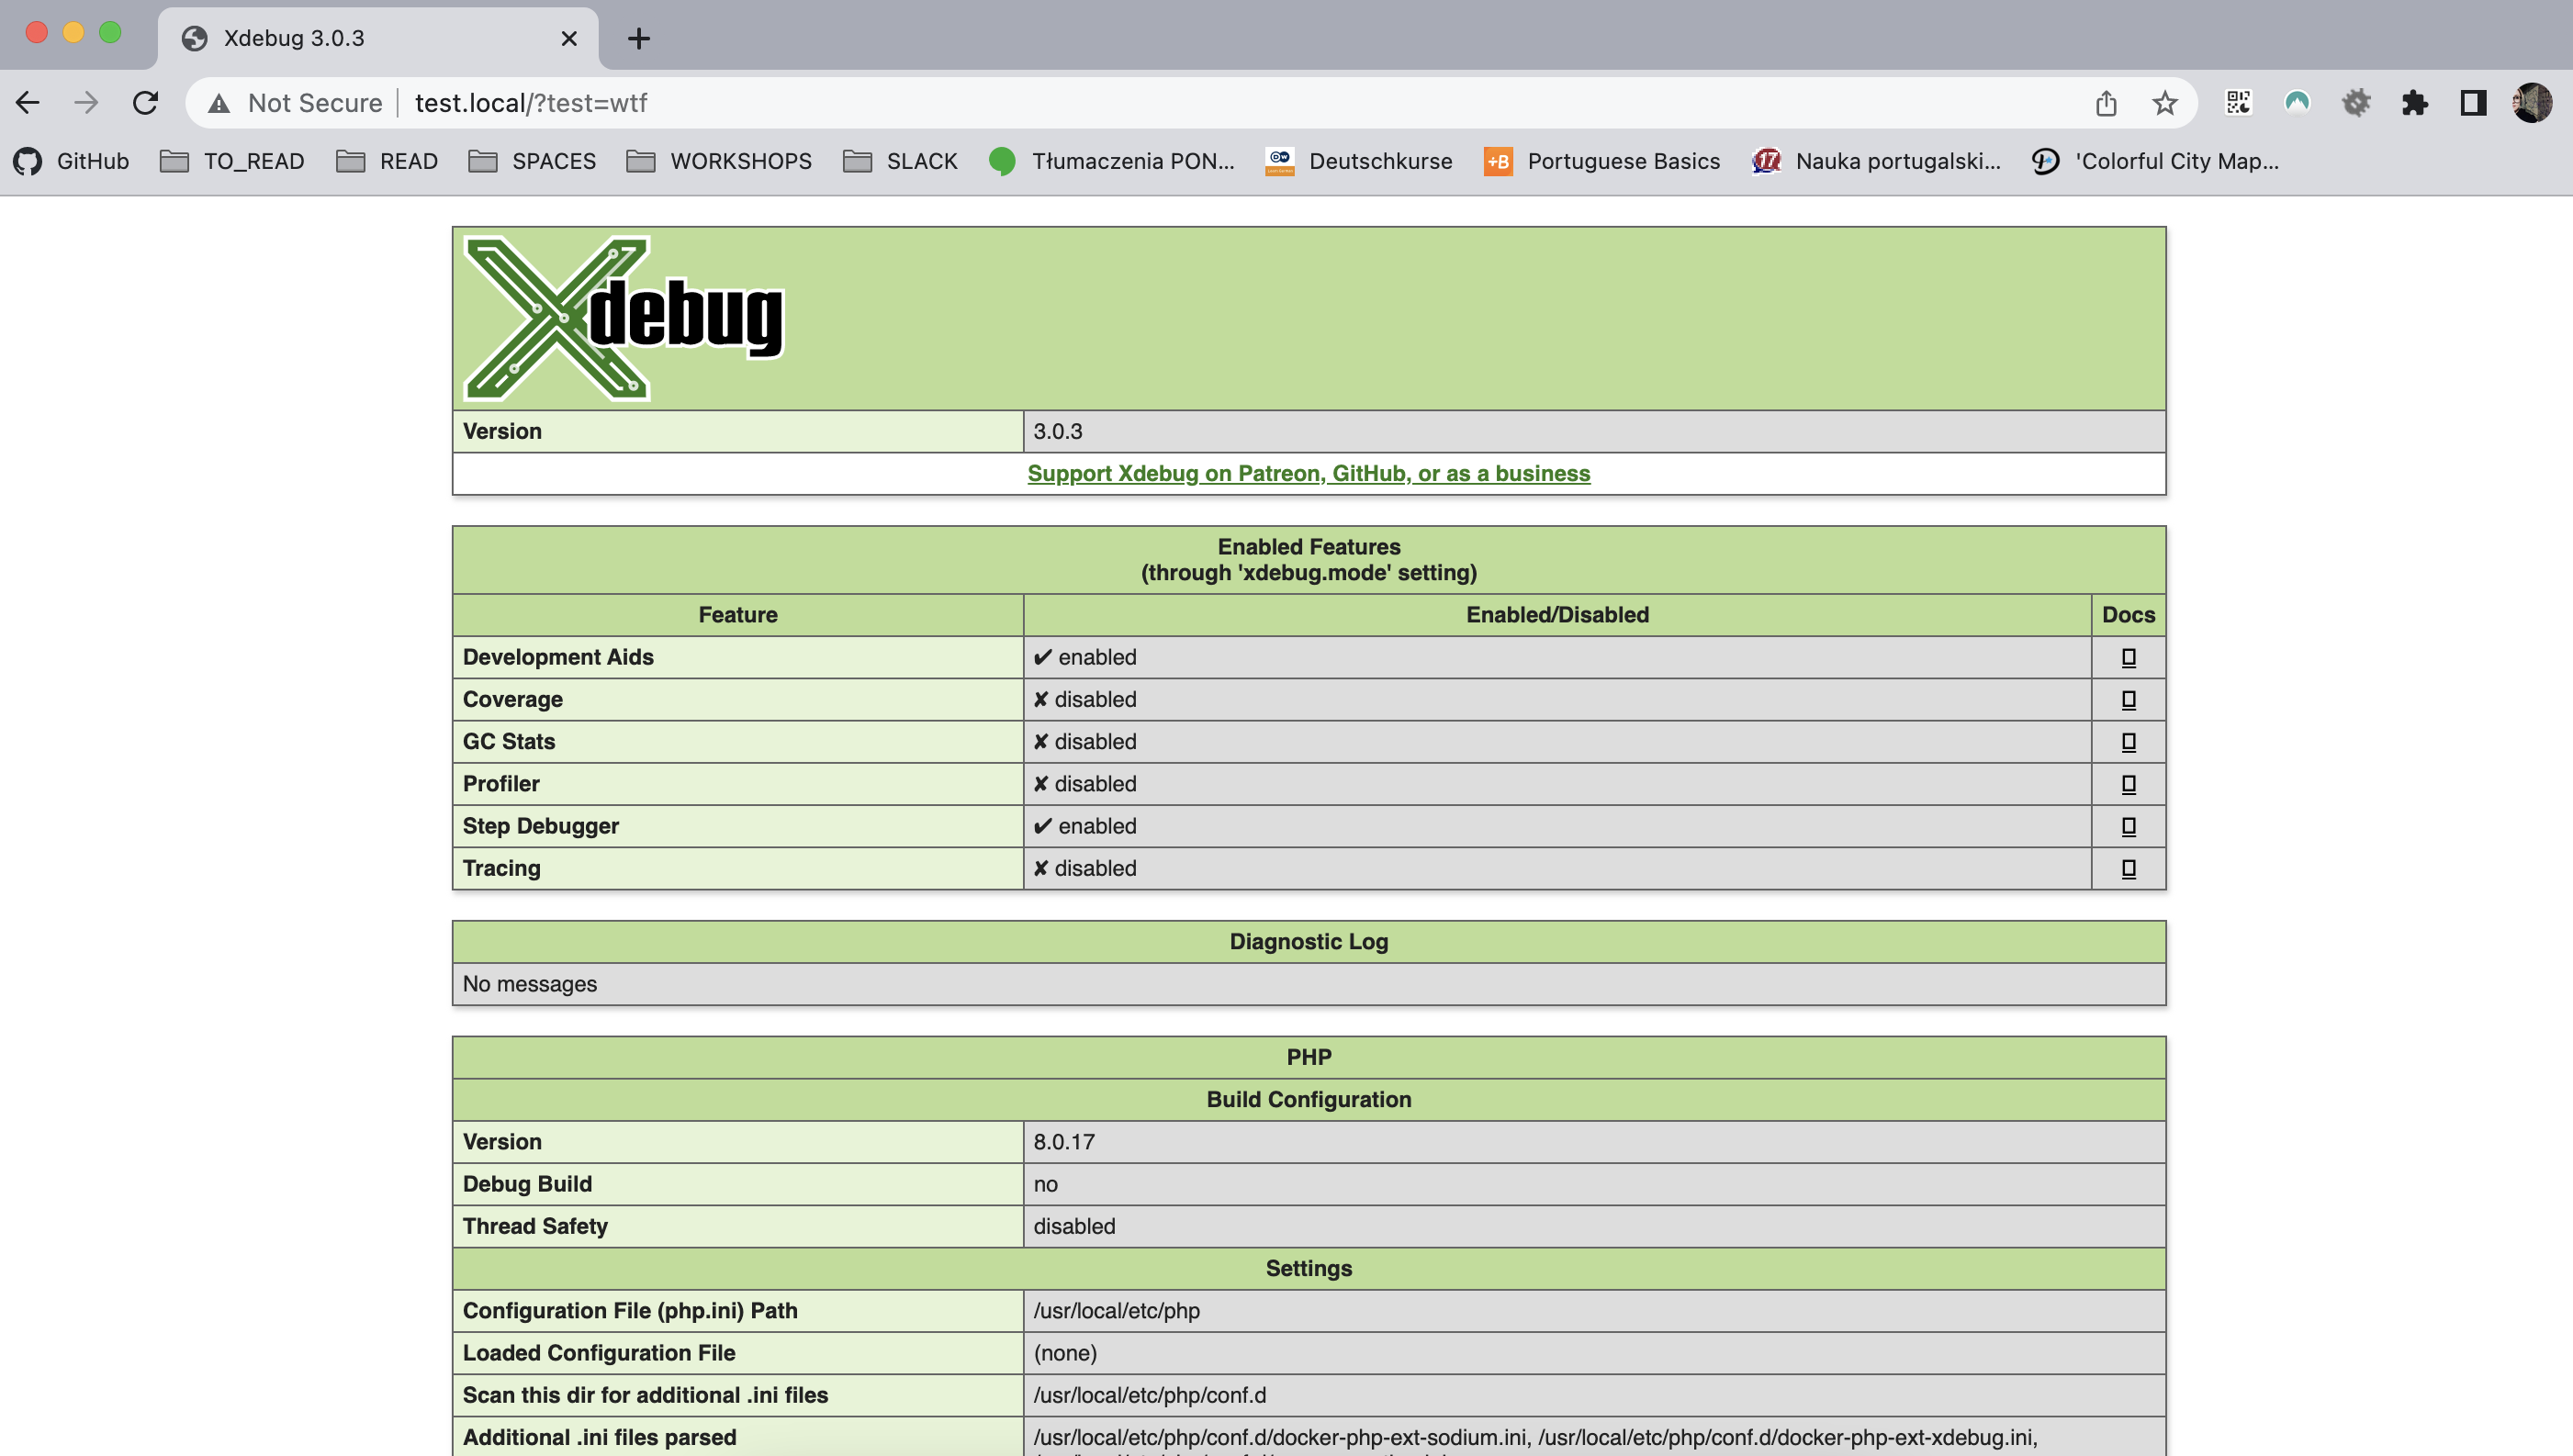 Xdebug 3.0.3
Not Secure test.local/?test=wtf
GitHub TO_READ READ SPACES WORKSHOPS SLACK Tłumaczenia PON... Deutschkurse Portuguese Basics Nauka portugalski... 'Colorful City Map...
Xdebug
Version 3.0.3
Support Xdebug on Patreon, GitHub, or as a business
Enabled Features
(through 'xdebug.mode' setting)
Feature Enabled/Disabled Docs
Development Aids ✔ enabled
Coverage ✘ disabled
GC Stats ✘ disabled
Profiler ✘ disabled
Step Debugger ✔ enabled
Tracing ✘ disabled
Diagnostic Log
No messages
PHP
Build Configuration
Version 8.0.17
Debug Build no
Thread Safety disabled
Settings
Configuration File (php.ini) Path /usr/local/etc/php
Loaded Configuration File (none)
Scan this dir for additional .ini files /usr/local/etc/php/conf.d
Additional .ini files parsed /usr/local/etc/php/conf.d/docker-php-ext-sodium.ini, /usr/local/etc/php/conf.d/docker-php-ext-xdebug.ini,